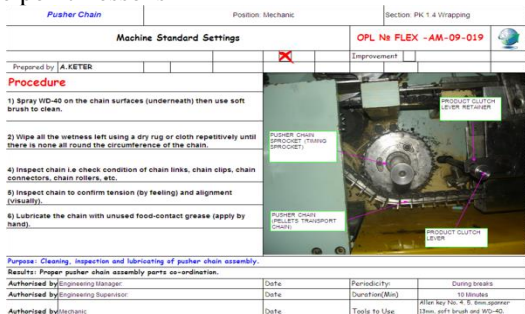 Pusher Chain
Position: Mechanic
Section: PK 1.4 Wrapping
Machine Standard Settings
OPL № FLEX -AM-09-019
Improvement
Prepared by A.KETER
Procedure
1) Spray WD-40 on the chain surfaces (underneath) then use soft
brush to clean.
2) Wipe all the wetness left using a dry rug or cloth repetitively until
there is none all round the circumference of the chain.
4) Inspect chain i.e check condition of chain links, chain clips, chain
connectors, chain rollers, etc.
5) Inspect chain to confirm tension (by feeling) and alignment
(visually).
6) Lubricate the chain with unused food-contact grease (apply by
hand).
PRODUCT CLUTCH
LEVER RETAINER
PUSHER CHAIN
SPROCKET (TIMING
SPROCKET)
PUSHER CHAIN
(PELLETS TRANSPORT
CHAIN)
PRODUCT CLUTCH
LEVER
Purpose: Cleaning, inspection and lubricating of pusher chain assembly.
Results: Proper pusher chain assembly parts co-ordination.
Authorised by Engineering Manager: Date Periodicity: During breaks
Authorised by Engineering Supervisor: Date Duration(Min) 10 Minutes
Authorised by Mechanic Date Tools to Use Allen key No. 4, 5, 6mm,spanner
13mm, soft brush and WD-40.